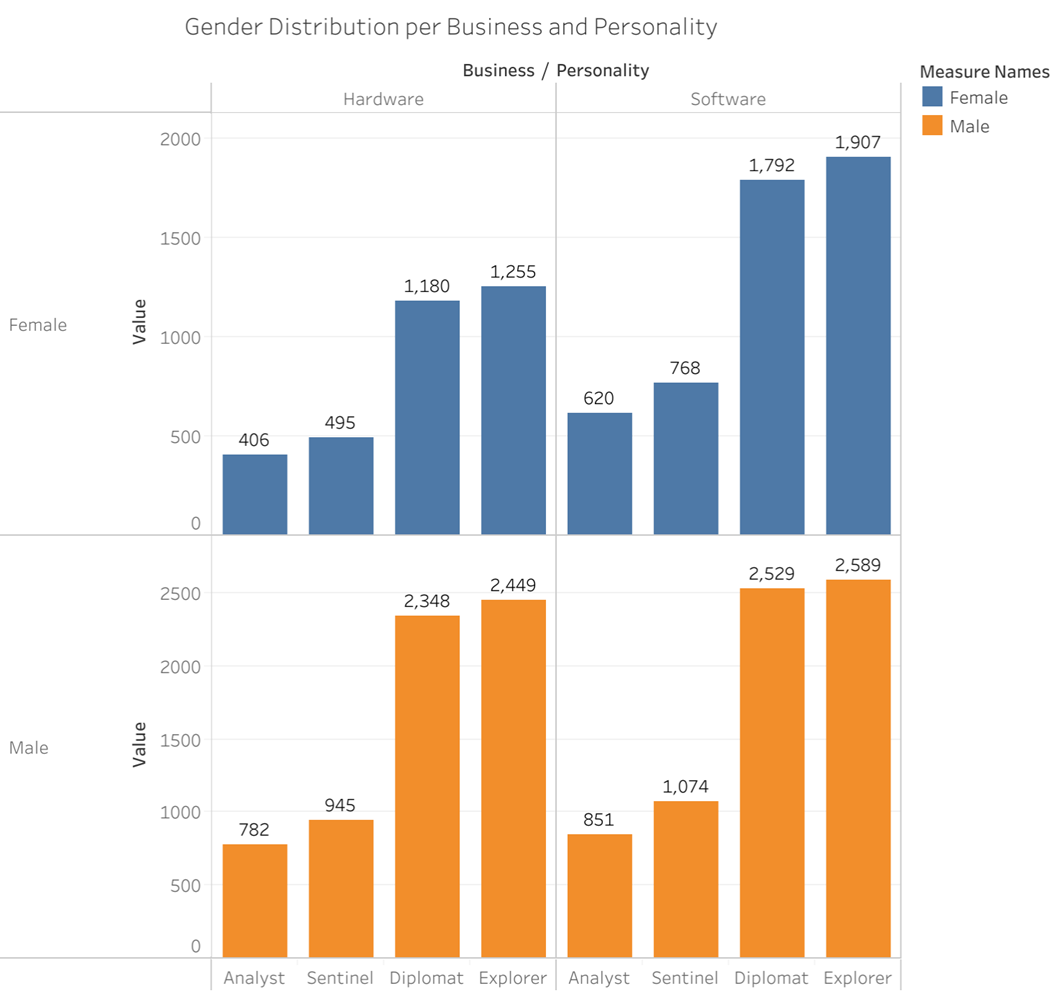 Gender Distribution per Business and Personality
Business / Personality
Measure Names
Female
Male
Hardware
Software
Female
Value
2000
1500
1000
500
0
406
495
1,180
1,255
620
768
1,792
1,907
Male
Value
2500
2000
1500
1000
500
0
782
945
2,348
2,449
851
1,074
2,529
2,589
Analyst
Sentinel
Diplomat
Explorer
Analyst
Sentinel
Diplomat
Explorer